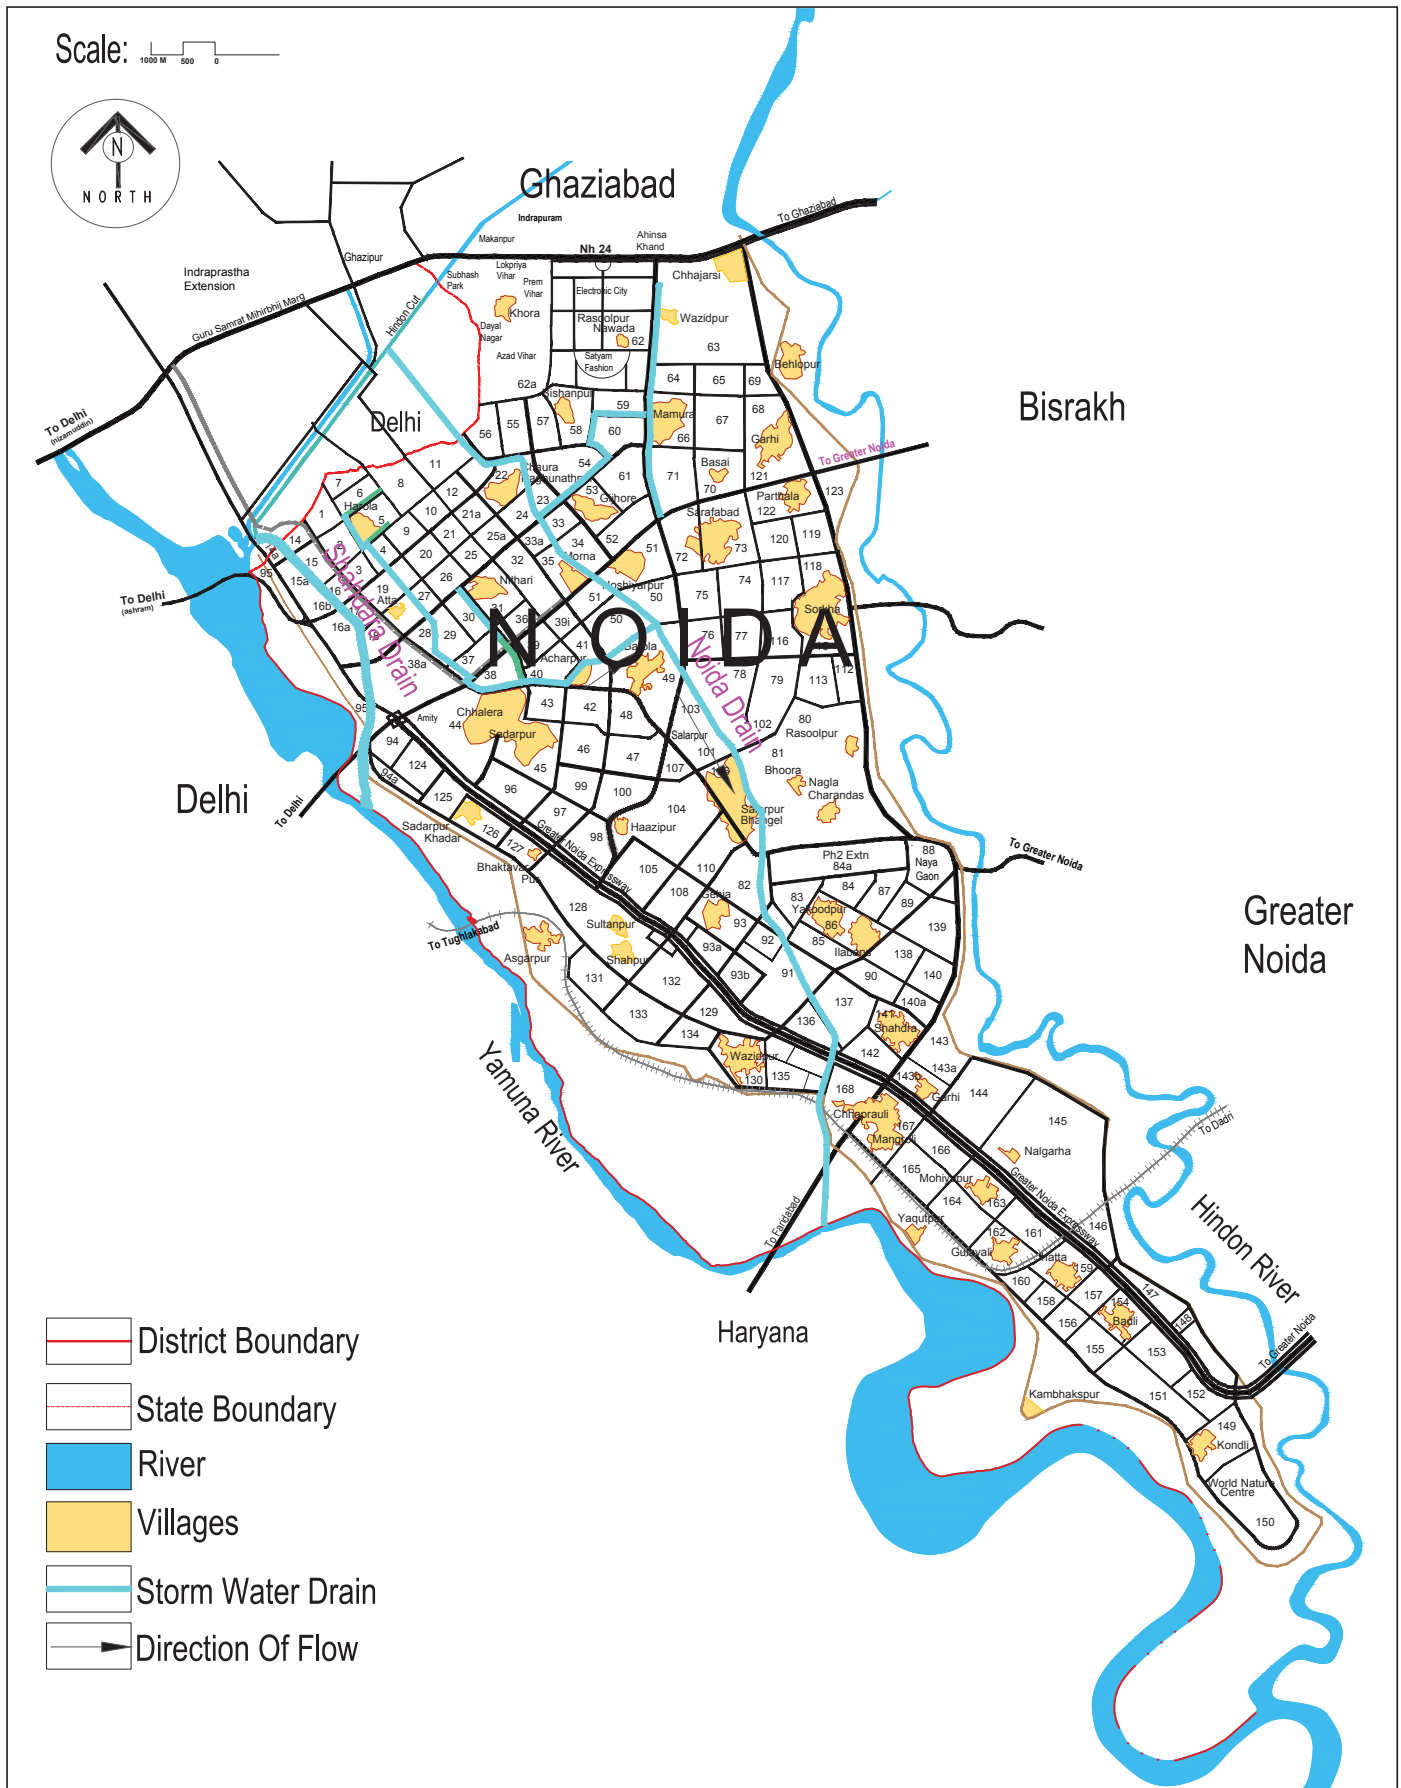 Scale:
1000 M 500 0
N
NORTH
Ghaziabad
Indrapuram
To Ghaziabad
Makanpur
Ahinsa
Khand
Nh 24
Ghazipur
Indraprastha
Extension
Lokpriya
Vihar
Subhash
Park
Prem
Vihar
Chhajarsi
Electronic City
Guru Samrat Mihirbhij Marg
Hindon Cut
Khora
Rasoolpur
Nawada
Wazidpur
Dayal
Nagar
62
63
Azad Vihar
Satyam
Fashion
Behlopur
62a
64
65
69
Bishanpur
59
Mamura
67
68
Bisrakh
Delhi
To Delhi
(nizamuddin)
56
55
57
58
60
66
Garhi
To Greater Noida
11
54
61
71
Basai
70
121
123
22
7
6
8
12
23
53
Gijhore
Parthala
122
Harola
1
5
10
21a
24
33
Sarafabad
120
119
14
9
21
25a
33a
34
52
51
72
73
15
4
20
25
32
35
Morna
118
3
26
Nithari
Hoshiyarpur
74
117
95
15a
16
19
Atta
27
31
51
50
75
Sorkha
To Delhi
(ashram)
16b
30
36
39i
50
76
77
116
16a
28
29
NOIDA
Shahdara Drain
Noida Drain
37
38a
38
40
Acharpur
41
49
78
79
113
112
95
Amity
44
Chhalera
Sadarpur
43
42
48
103
Salarpur
102
80
Rasoolpur
94
124
94a
46
47
107
101
81
Bhoora
45
99
100
Nagla
Charandas
Delhi
To Delhi
125
96
97
98
104
Sadarpur
Khadar
126
127
Haazipur
Bhangel
Greater Noida Expressway
Ph2 Extn
84a
88
Naya
Gaon
To Greater Noida
105
110
82
84
87
108
83
89
128
93
Yakoodpur
86
139
Greater
Noida
Sultanpur
92
85
To Tughlakabad
93a
Ilabans
138
Asgarpur
Shahpur
131
132
93b
91
90
140
137
140a
133
129
136
141
Shahdra
134
142
143
Wazidpur
130
135
143b
143a
144
Garhi
145
168
Chhaprauli
167
Mangroli
166
To Dadri
Nalgarha
Yamuna River
165
Mohiyapur
Greater Noida Expressway
164
163
146
Yaqutpur
162
161
Hindon River
To Faridabad
Gulavali
160
157
147
158
154
156
Badli
148
To Greater Noida
Haryana
155
153
152
Kambhakspur
151
149
Kondli
World Nature
Centre
150
District Boundary
State Boundary
River
Villages
Storm Water Drain
Direction Of Flow